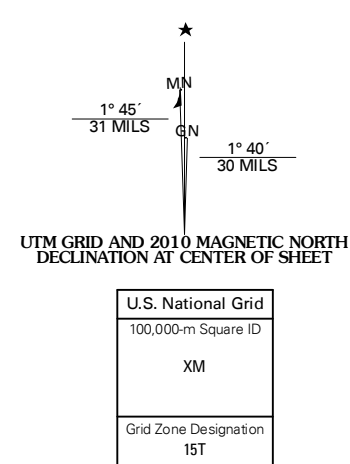 MN
1° 45´
31 MILS
GN
1° 40´
30 MILS
UTM GRID AND 2010 MAGNETIC NORTH
DECLINATION AT CENTER OF SHEET
U.S. National Grid
100,000-m Square ID
XM
Grid Zone Designation
15T